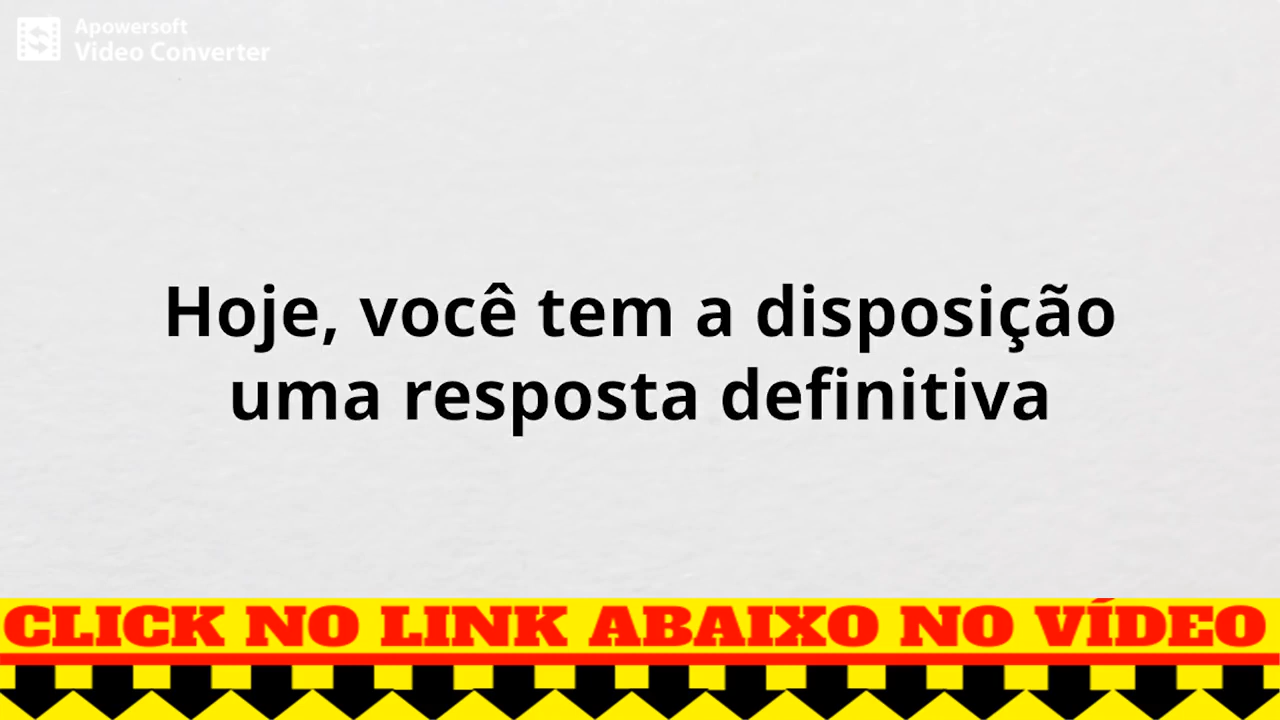 Apowersoft
Video Converter
Hoje, você tem a disposição
uma resposta definitiva
CLICK NO LINK ABAIXO NO VÍDEO